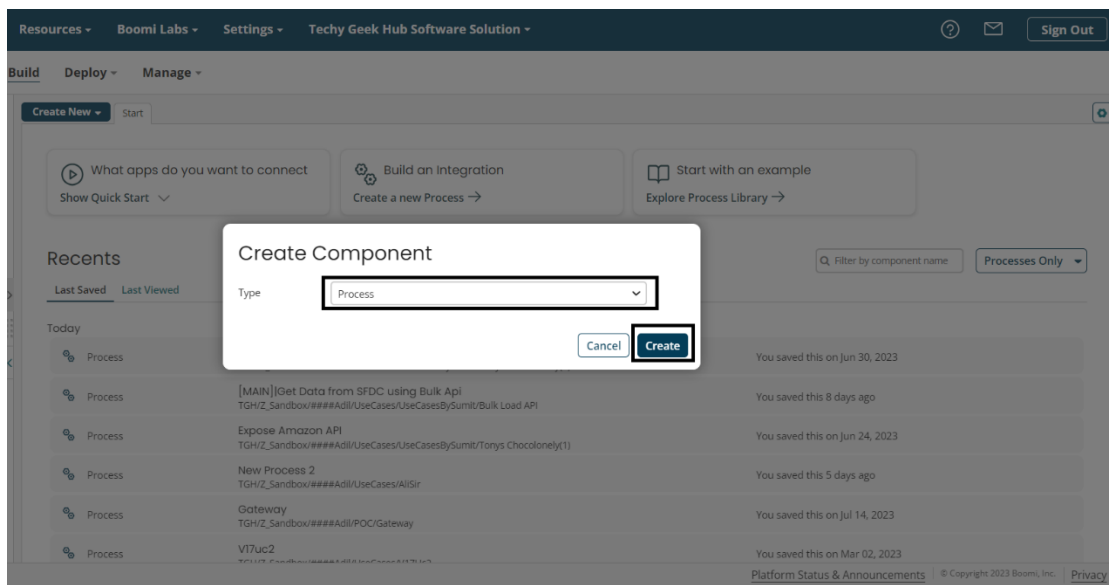 Resources Boomi Labs Settings Techy Geek Hub Software Solution Sign Out
Build Deploy Manage
Create New Start
What apps do you want to connect
Show Quick Start
Build an Integration
Create a new Process →
Start with an example
Explore Process Library →
Recents
Filter by component name
Processes Only
Last Saved Last Viewed
Create Component
Type Process
Cancel Create
Today
Process You saved this on Jun 30, 2023
Process [MAIN]|Get Data from SFDC using Bulk Api You saved this 8 days ago
TGH/Z_Sandbox/####Adil/UseCases/UseCasesBySumit/Bulk Load API
Process Expose Amazon API You saved this on Jun 24, 2023
TGH/Z_Sandbox/####Adil/UseCases/UseCasesBySumit/Tonys Chocolonely(1)
Process New Process 2 You saved this 5 days ago
TGH/Z_Sandbox/####Adil/UseCases/AliSir
Process Gateway You saved this on Jul 14, 2023
TGH/Z_Sandbox/####Adil/POC/Gateway
Process V17uc2 You saved this on Mar 02, 2023
Platform Status & Announcements © Copyright 2023 Boomi, Inc. Privacy